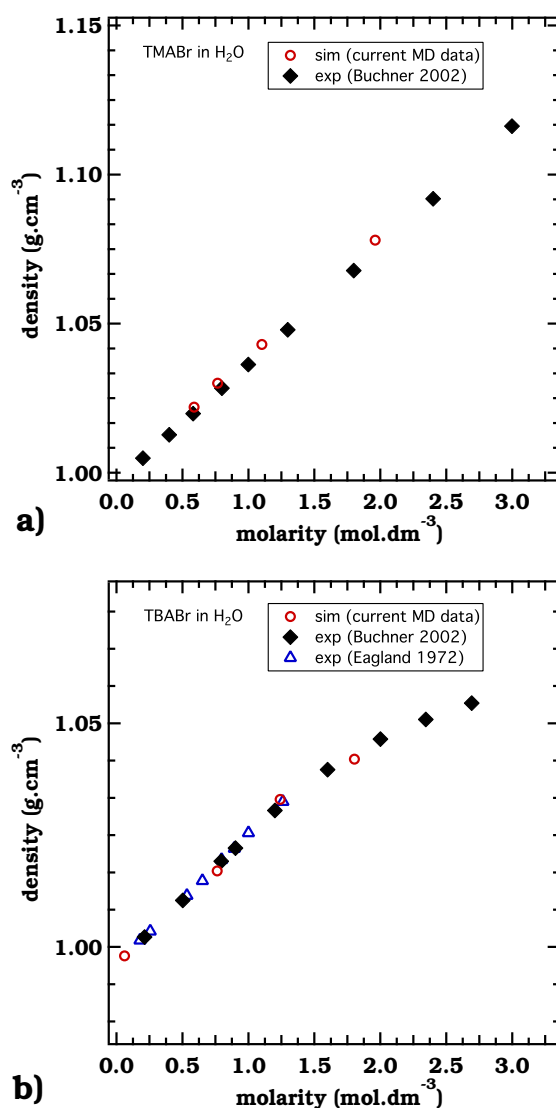 1.15
TMABr in H2O
sim (current MD data)
exp (Buchner 2002)
1.10
density (g.cm-3)
1.05
1.00
0.0 0.5 1.0 1.5 2.0 2.5 3.0
a)
molarity (mol.dm-3)
TBABr in H2O
sim (current MD data)
exp (Buchner 2002)
exp (Eagland 1972)
1.05
density (g.cm-3)
1.00
0.0 0.5 1.0 1.5 2.0 2.5 3.0
b)
molarity (mol.dm-3)